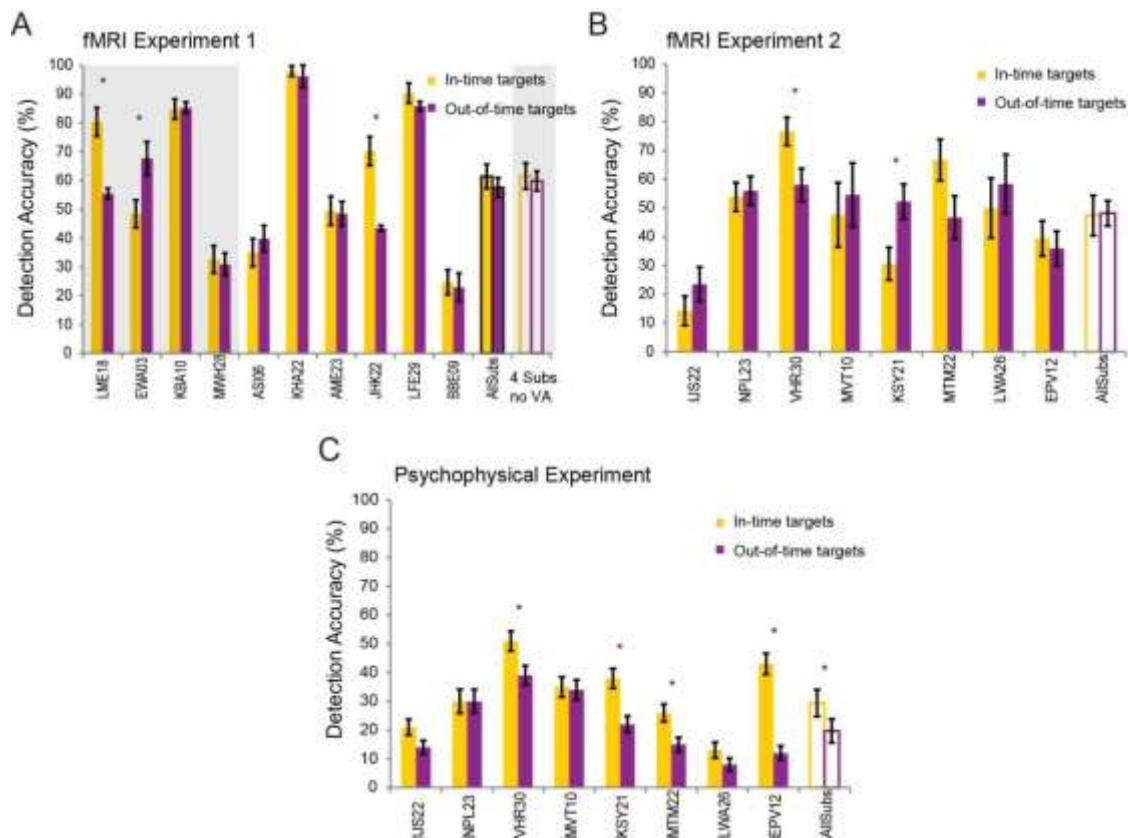 A
fMRI Experiment 1
Detection Accuracy (%)
100
90
80
70
60
50
40
30
20
10
0
*
*
*
In-time targets
Out-of-time targets
LME18
EWA03
KBA10
MWH28
ASI06
KHA22
AME23
JHK22
LFE29
BBE09
AllSubs
4 Subs
no VA
B
fMRI Experiment 2
Detection Accuracy (%)
100
90
80
70
60
50
40
30
20
10
0
*
*
In-time targets
Out-of-time targets
IJS22
NPL23
VHR30
MVT10
KSY21
MTM22
LWA26
EPV12
AllSubs
C
Psychophysical Experiment
Detection Accuracy (%)
100
90
80
70
60
50
40
30
20
10
0
*
*
*
*
*
In-time targets
Out-of-time targets
IJS22
NPL23
VHR30
MVT10
KSY21
MTM22
LWA26
EPV12
AllSubs